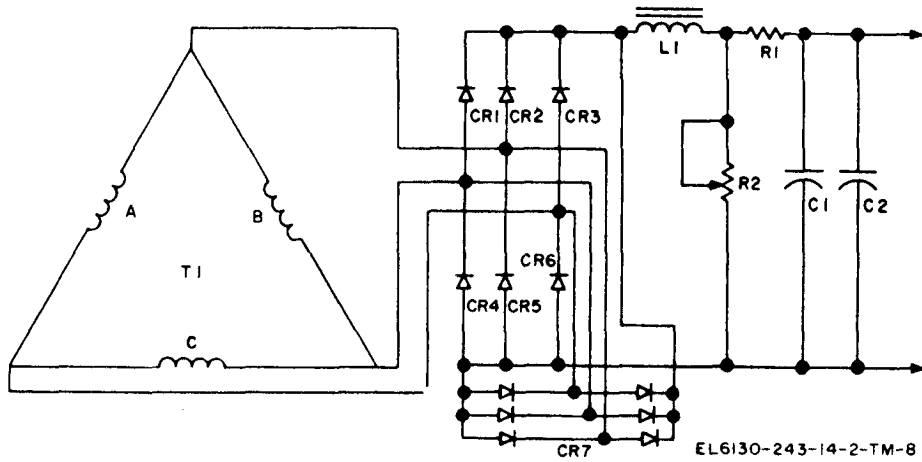 L1
R1
CR1
CR2
CR3
A
B
R2
C1
C2
T1
CR6
CR4
CR5
C
CR7
EL6130-243-14-2-TM-8